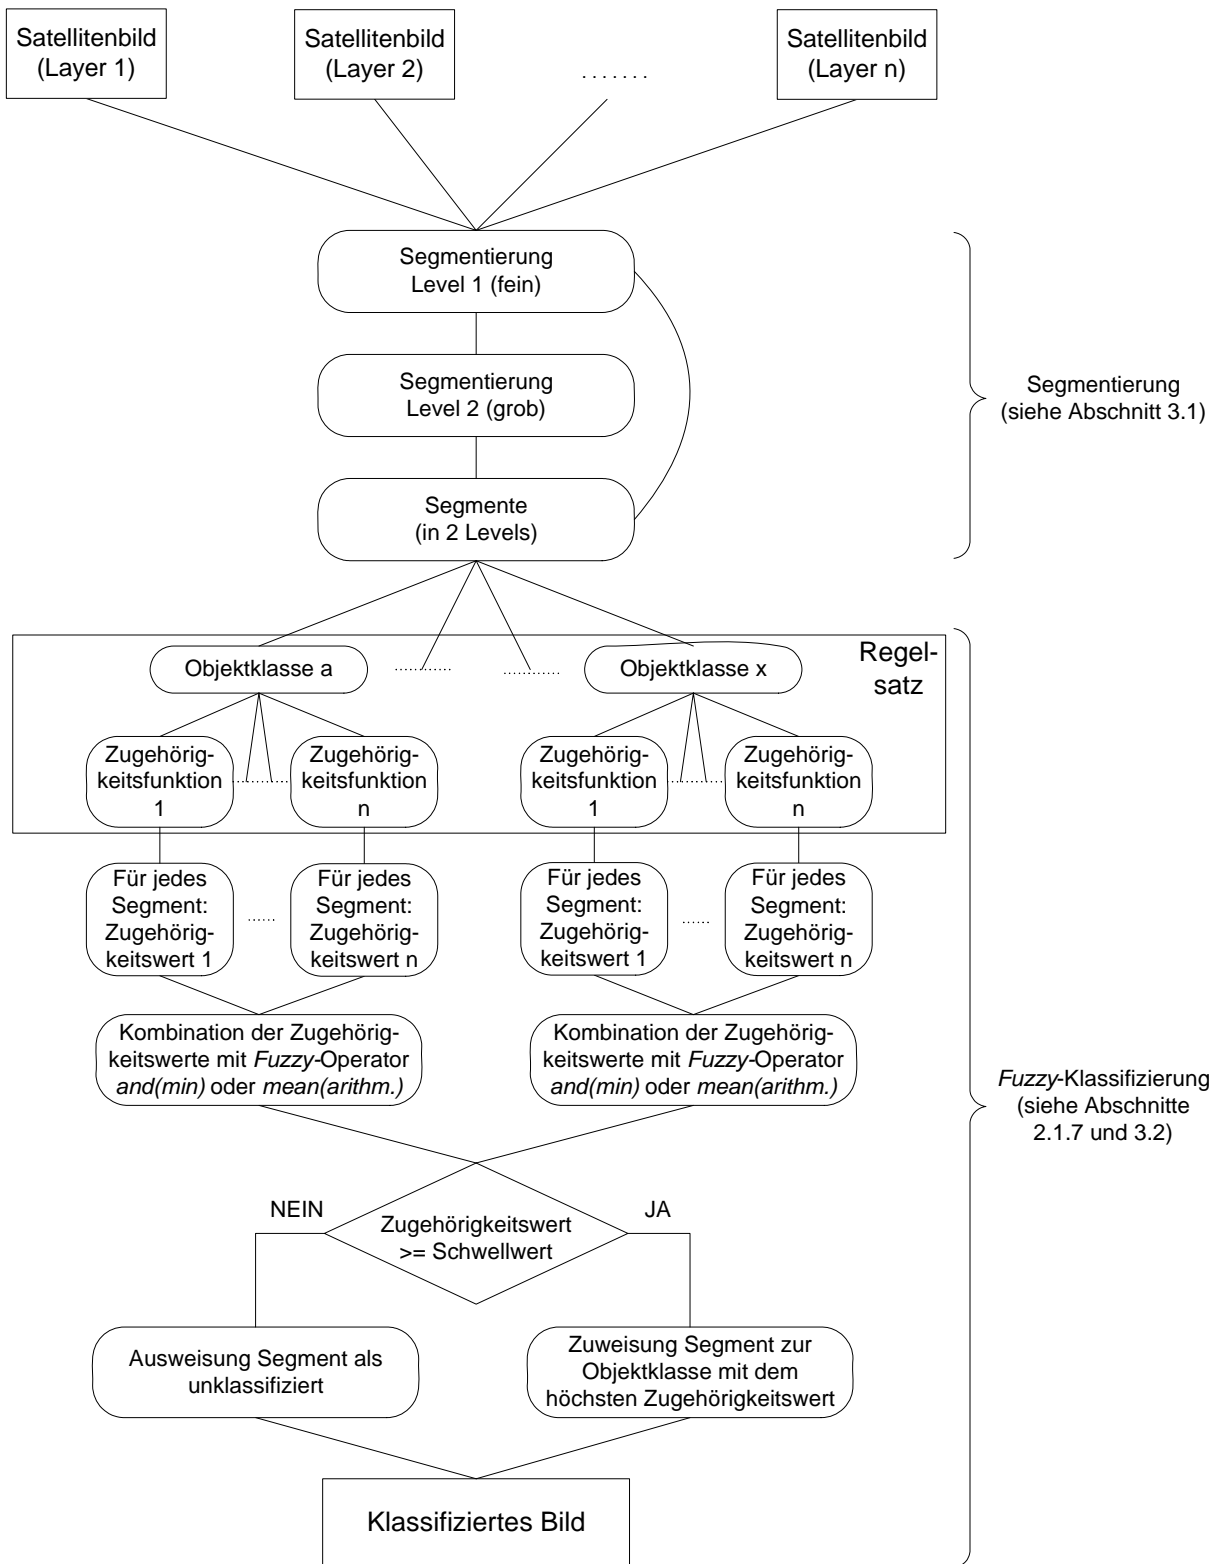 Satellitenbild
(Layer 1)
Satellitenbild
(Layer 2)
.......
Satellitenbild
(Layer n)
Segmentierung
Level 1 (fein)
Segmentierung
Level 2 (grob)
Segmente
(in 2 Levels)
Segmentierung
(siehe Abschnitt 3.1)
Regel-
satz
Objektklasse a
Objektklasse x
Zugehörig-
keitsfunktion
1
Zugehörig-
keitsfunktion
n
Zugehörig-
keitsfunktion
1
Zugehörig-
keitsfunktion
n
Für jedes
Segment:
Zugehörig-
keitswert 1
......
Für jedes
Segment:
Zugehörig-
keitswert n
Für jedes
Segment:
Zugehörig-
keitswert 1
......
Für jedes
Segment:
Zugehörig-
keitswert n
Kombination der Zugehörig-
keitswerte mit Fuzzy-Operator
and(min) oder mean(arithm.)
Kombination der Zugehörig-
keitswerte mit Fuzzy-Operator
and(min) oder mean(arithm.)
Fuzzy-Klassifizierung
(siehe Abschnitte
2.1.7 und 3.2)
NEIN
Zugehörigkeitswert
>= Schwellwert
JA
Ausweisung Segment als
unklassifiziert
Zuweisung Segment zur
Objektklasse mit dem
höchsten Zugehörigkeitswert
Klassifiziertes Bild